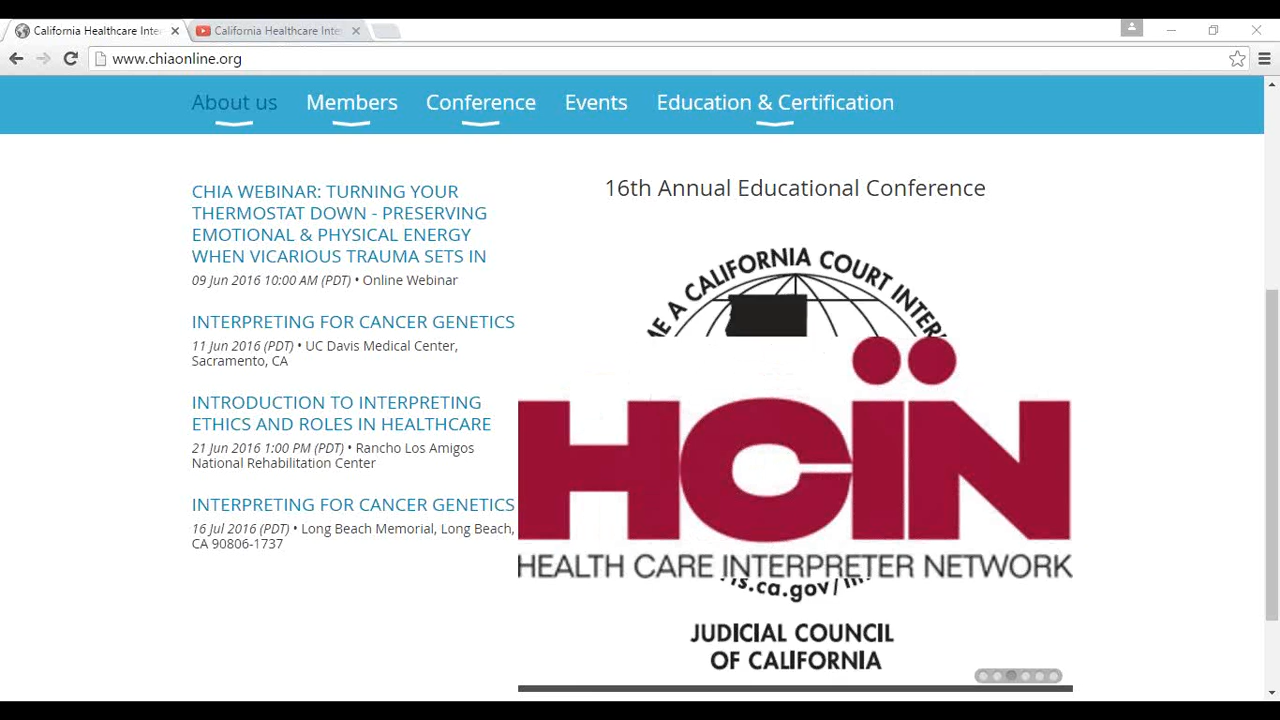 California Healthcare Inte
California Healthcare Inte
www.chiaonline.org
About us
Members
Conference
Events
Education & Certification
CHIA WEBINAR: TURNING YOUR
THERMOSTAT DOWN - PRESERVING
EMOTIONAL & PHYSICAL ENERGY
WHEN VICARIOUS TRAUMA SETS IN
09 Jun 2016 10:00 AM (PDT) • Online Webinar
INTERPRETING FOR CANCER GENETICS
11 Jun 2016 (PDT) • UC Davis Medical Center,
Sacramento, CA
INTRODUCTION TO INTERPRETING
ETHICS AND ROLES IN HEALTHCARE
21 Jun 2016 1:00 PM (PDT) • Rancho Los Amigos
National Rehabilitation Center
INTERPRETING FOR CANCER GENETICS
16 Jul 2016 (PDT) • Long Beach Memorial, Long Beach,
CA 90806-1737
16th Annual Educational Conference
A CALIFORNIA COURT
HCïN
HEALTH CARE INTERPRETER NETWORK
JUDICIAL COUNCIL
OF CALIFORNIA